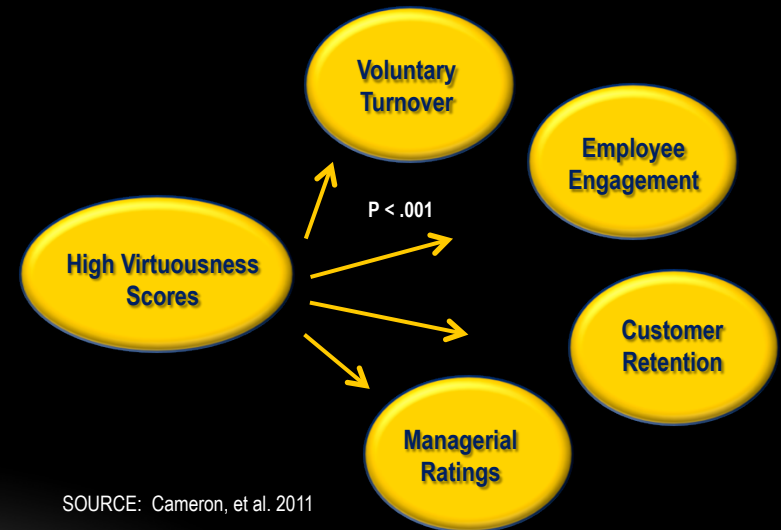 Voluntary
Turnover
Employee
Engagement
P < .001
High Virtuousness
Scores
Customer
Retention
Managerial
Ratings
SOURCE:  Cameron, et al. 2011